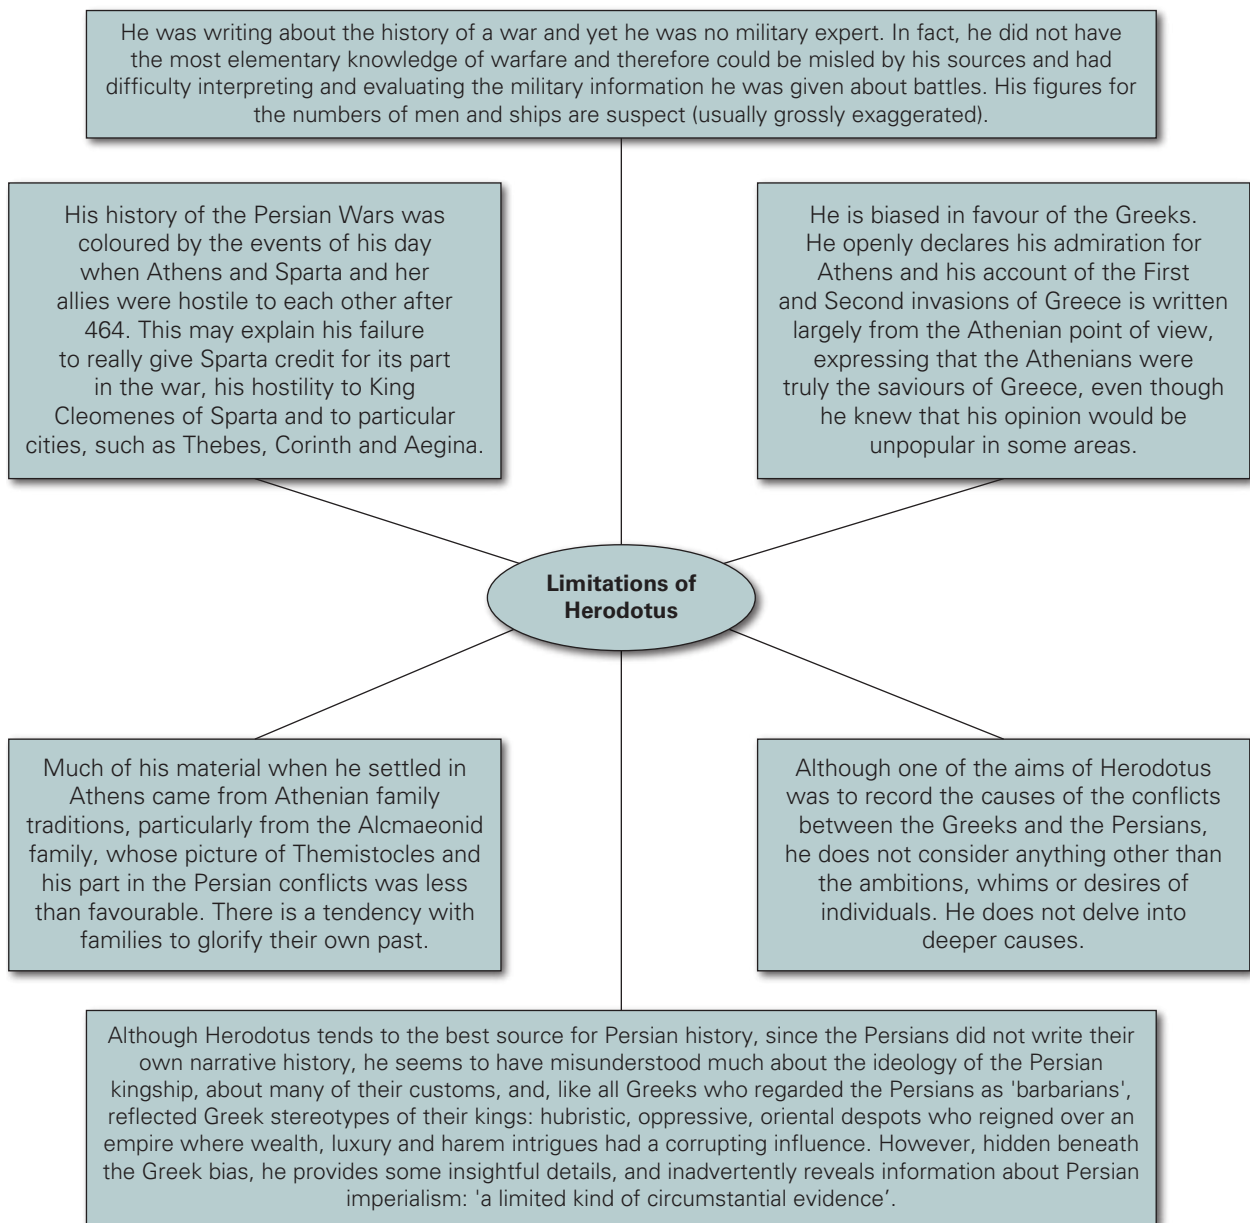 He was writing about the history of a war and yet he was no military expert. In fact, he did not have
the most elementary knowledge of warfare and therefore could be misled by his sources and had
difficulty interpreting and evaluating the military information he was given about battles. His figures for
the numbers of men and ships are suspect (usually grossly exaggerated).
His history of the Persian Wars was
coloured by the events of his day
when Athens and Sparta and her
allies were hostile to each other after
464. This may explain his failure
to really give Sparta credit for its part
in the war, his hostility to King
Cleomenes of Sparta and to particular
cities, such as Thebes, Corinth and Aegina.
He is biased in favour of the Greeks.
He openly declares his admiration for
Athens and his account of the First
and Second invasions of Greece is written
largely from the Athenian point of view,
expressing that the Athenians were
truly the saviours of Greece, even though
he knew that his opinion would be
unpopular in some areas.
Limitations of
Herodotus
Much of his material when he settled in
Athens came from Athenian family
traditions, particularly from the Alcmaeonid
family, whose picture of Themistocles and
his part in the Persian conflicts was less
than favourable. There is a tendency with
families to glorify their own past.
Although one of the aims of Herodotus
was to record the causes of the conflicts
between the Greeks and the Persians,
he does not consider anything other than
the ambitions, whims or desires of
individuals. He does not delve into
deeper causes.
Although Herodotus tends to the best source for Persian history, since the Persians did not write their
own narrative history, he seems to have misunderstood much about the ideology of the Persian
kingship, about many of their customs, and, like all Greeks who regarded the Persians as 'barbarians',
reflected Greek stereotypes of their kings: hubristic, oppressive, oriental despots who reigned over an
empire where wealth, luxury and harem intrigues had a corrupting influence. However, hidden beneath
the Greek bias, he provides some insightful details, and inadvertently reveals information about Persian
imperialism: 'a limited kind of circumstantial evidence’.